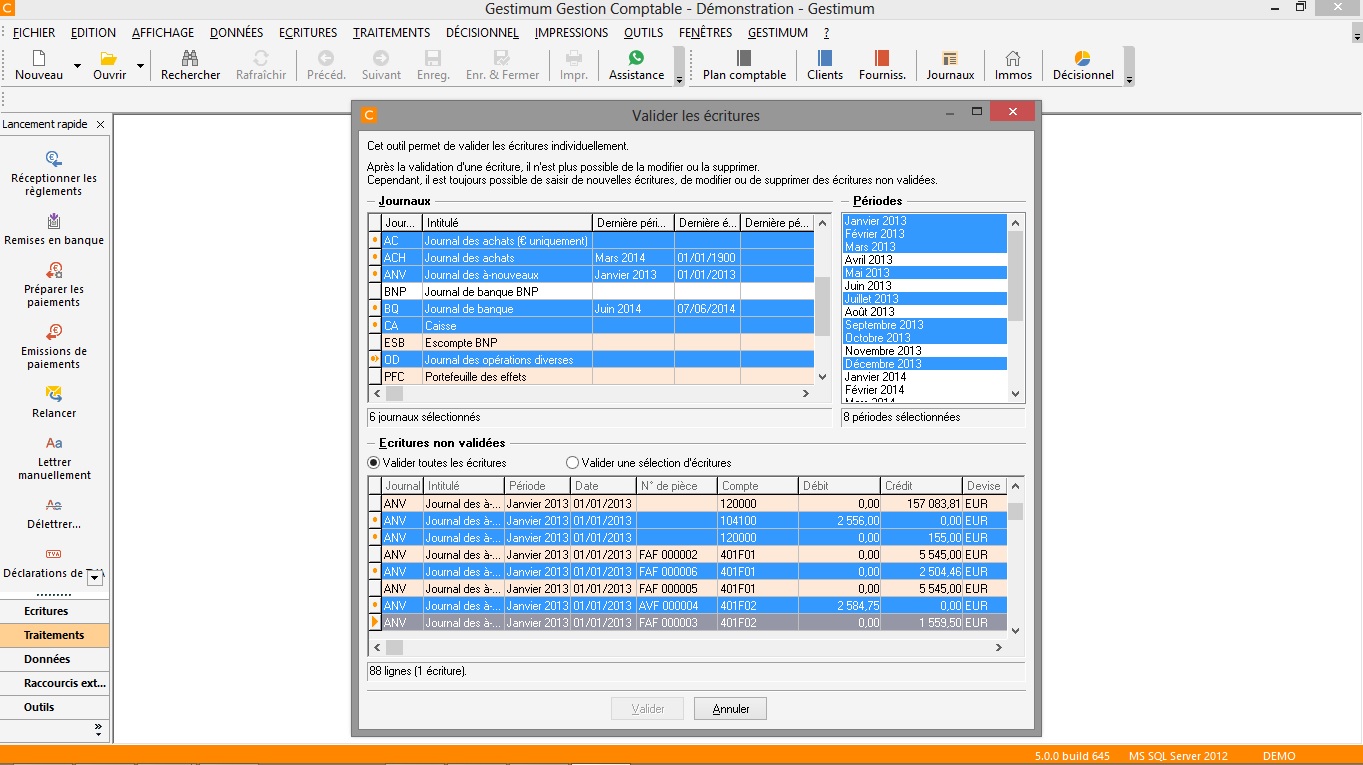 C
Gestimum Gestion Comptable - Démonstration - Gestimum
FICHIER EDITION AFFICHAGE DONNÉES ECRITURES TRAITEMENTS DÉCISIONNEL IMPRESSIONS OUTILS FENÊTRES GESTIMUM ?
Nouveau Ouvrir Rechercher Rafraîchir Précéd. Suivant Enreg. Enr. & Fermer Impr. Assistance Plan comptable Clients Fourniss. Journaux Immos Décisionnel
Lancement rapide
Réceptionner les
règlements
Remises en banque
Préparer les
paiements
Emissions de
paiements
Relancer
Aa
Lettrer
manuellement
Aa
Délettrer...
TVA
Déclarations de
Ecritures
Traitements
Données
Raccourcis ext...
Outils
C
Valider les écritures
Cet outil permet de valider les écritures individuellement.
Après la validation d'une écriture, il n'est plus possible de la modifier ou la supprimer.
Cependant, il est toujours possible de saisir de nouvelles écritures, de modifier ou de supprimer des écritures non validées.
Journaux
Jour... Intitulé Dernière péri... Dernière é... Dernière pé...
AC Journal des achats (€ uniquement)
ACH Journal des achats Mars 2014 01/01/1900
ANV Journal des à-nouveaux Janvier 2013 01/01/2013
BNP Journal de banque BNP
BQ Journal de banque Juin 2014 07/06/2014
CA Caisse
ESB Escompte BNP
OD Journal des opérations diverses
PFC Portefeuille des effets
6 journaux sélectionnés
Périodes
Janvier 2013
Février 2013
Mars 2013
Avril 2013
Mai 2013
Juin 2013
Juillet 2013
Août 2013
Septembre 2013
Octobre 2013
Novembre 2013
Décembre 2013
Janvier 2014
Février 2014
Mars 2014
8 périodes sélectionnées
Ecritures non validées
Valider toutes les écritures Valider une sélection d'écritures
Journal Intitulé Période Date N° de pièce Compte Débit Crédit Devise
ANV Journal des à-... Janvier 2013 01/01/2013 120000 0,00 157 083,81 EUR
ANV Journal des à-... Janvier 2013 01/01/2013 104100 2 556,00 0,00 EUR
ANV Journal des à-... Janvier 2013 01/01/2013 120000 0,00 155,00 EUR
ANV Journal des à-... Janvier 2013 01/01/2013 FAF 000002 401F01 0,00 5 545,00 EUR
ANV Journal des à-... Janvier 2013 01/01/2013 FAF 000006 401F01 0,00 2 504,46 EUR
ANV Journal des à-... Janvier 2013 01/01/2013 FAF 000005 401F01 0,00 5 545,00 EUR
ANV Journal des à-... Janvier 2013 01/01/2013 AVF 000004 401F02 2 584,75 0,00 EUR
ANV Journal des à-... Janvier 2013 01/01/2013 FAF 000003 401F02 0,00 1 559,50 EUR
88 lignes (1 écriture).
Valider Annuler
5.0.0 build 645 MS SQL Server 2012 DEMO